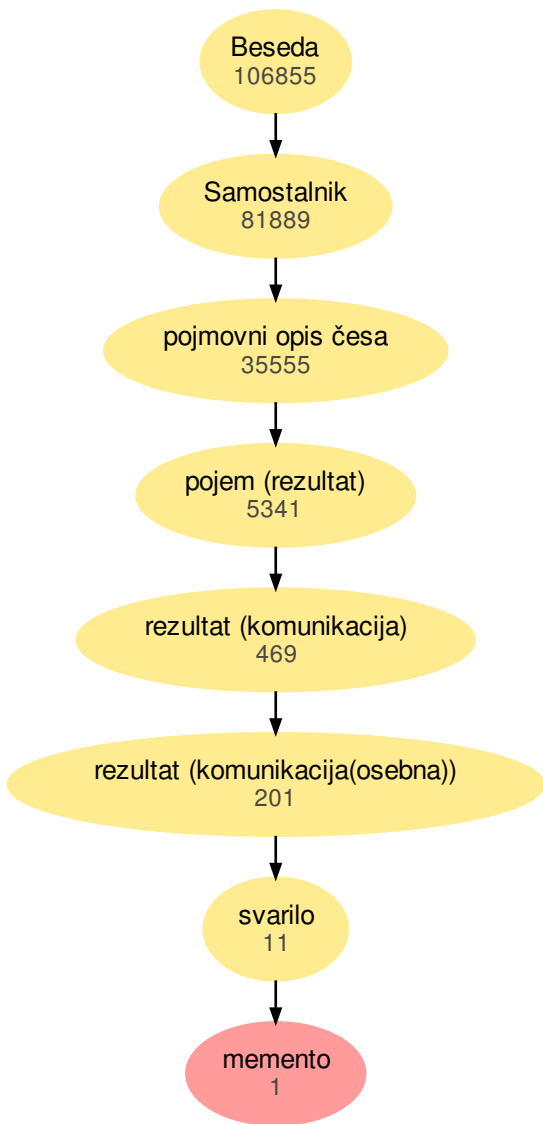 Beseda
106855
Samostalnik
81889
pojmovni opis česa
35555
pojem (rezultat)
5341
rezultat (komunikacija)
469
rezultat (komunikacija(osebna))
201
svarilo
11
memento
1